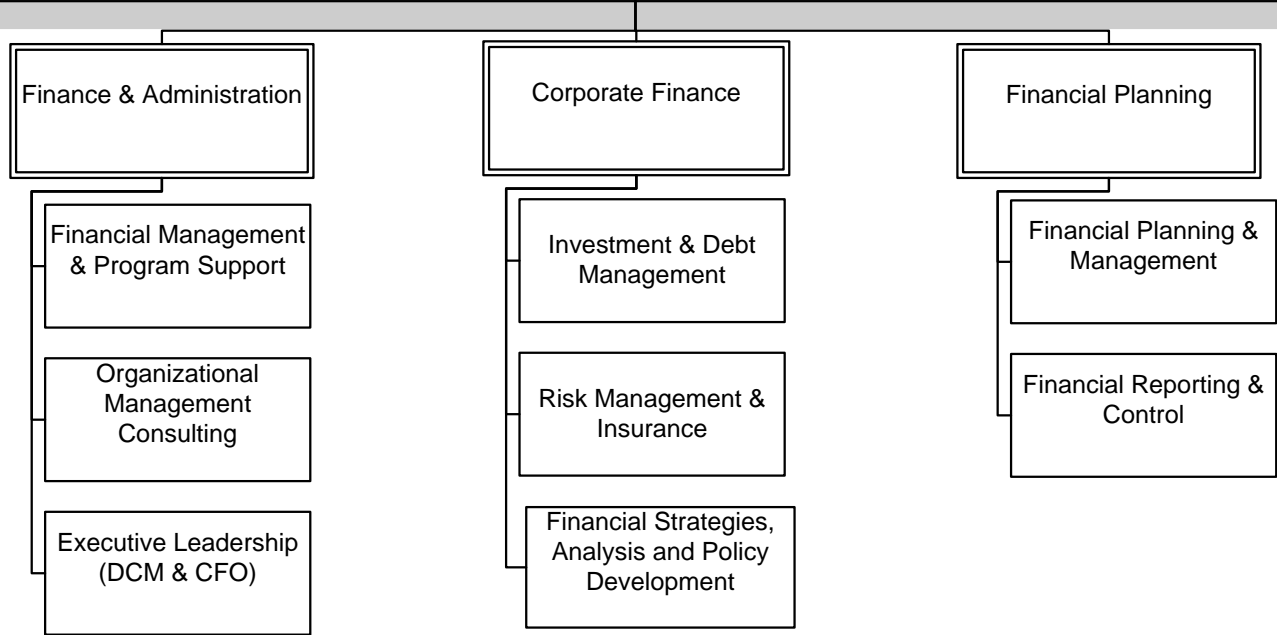 Finance & Administration
Corporate Finance
Financial Planning
Financial Management
& Program Support
Organizational
Management
Consulting
Executive Leadership
(DCM & CFO)
Investment & Debt
Management
Risk Management &
Insurance
Financial Strategies,
Analysis and Policy
Development
Financial Planning &
Management
Financial Reporting &
Control